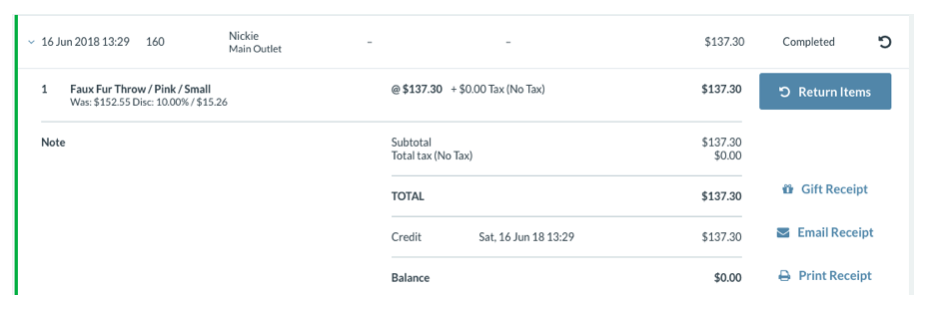 16 Jun 2018 13:29 160 Nickie – – $137.30 Completed
Main Outlet
1 Faux Fur Throw / Pink / Small @ $137.30 + $0.00 Tax (No Tax) $137.30 Return Items
Was: $152.55 Disc: 10.00% / $15.26
Note Subtotal $137.30
Total tax (No Tax) $0.00
Gift Receipt
TOTAL $137.30
Credit Sat, 16 Jun 18 13:29 $137.30 Email Receipt
Balance $0.00 Print Receipt